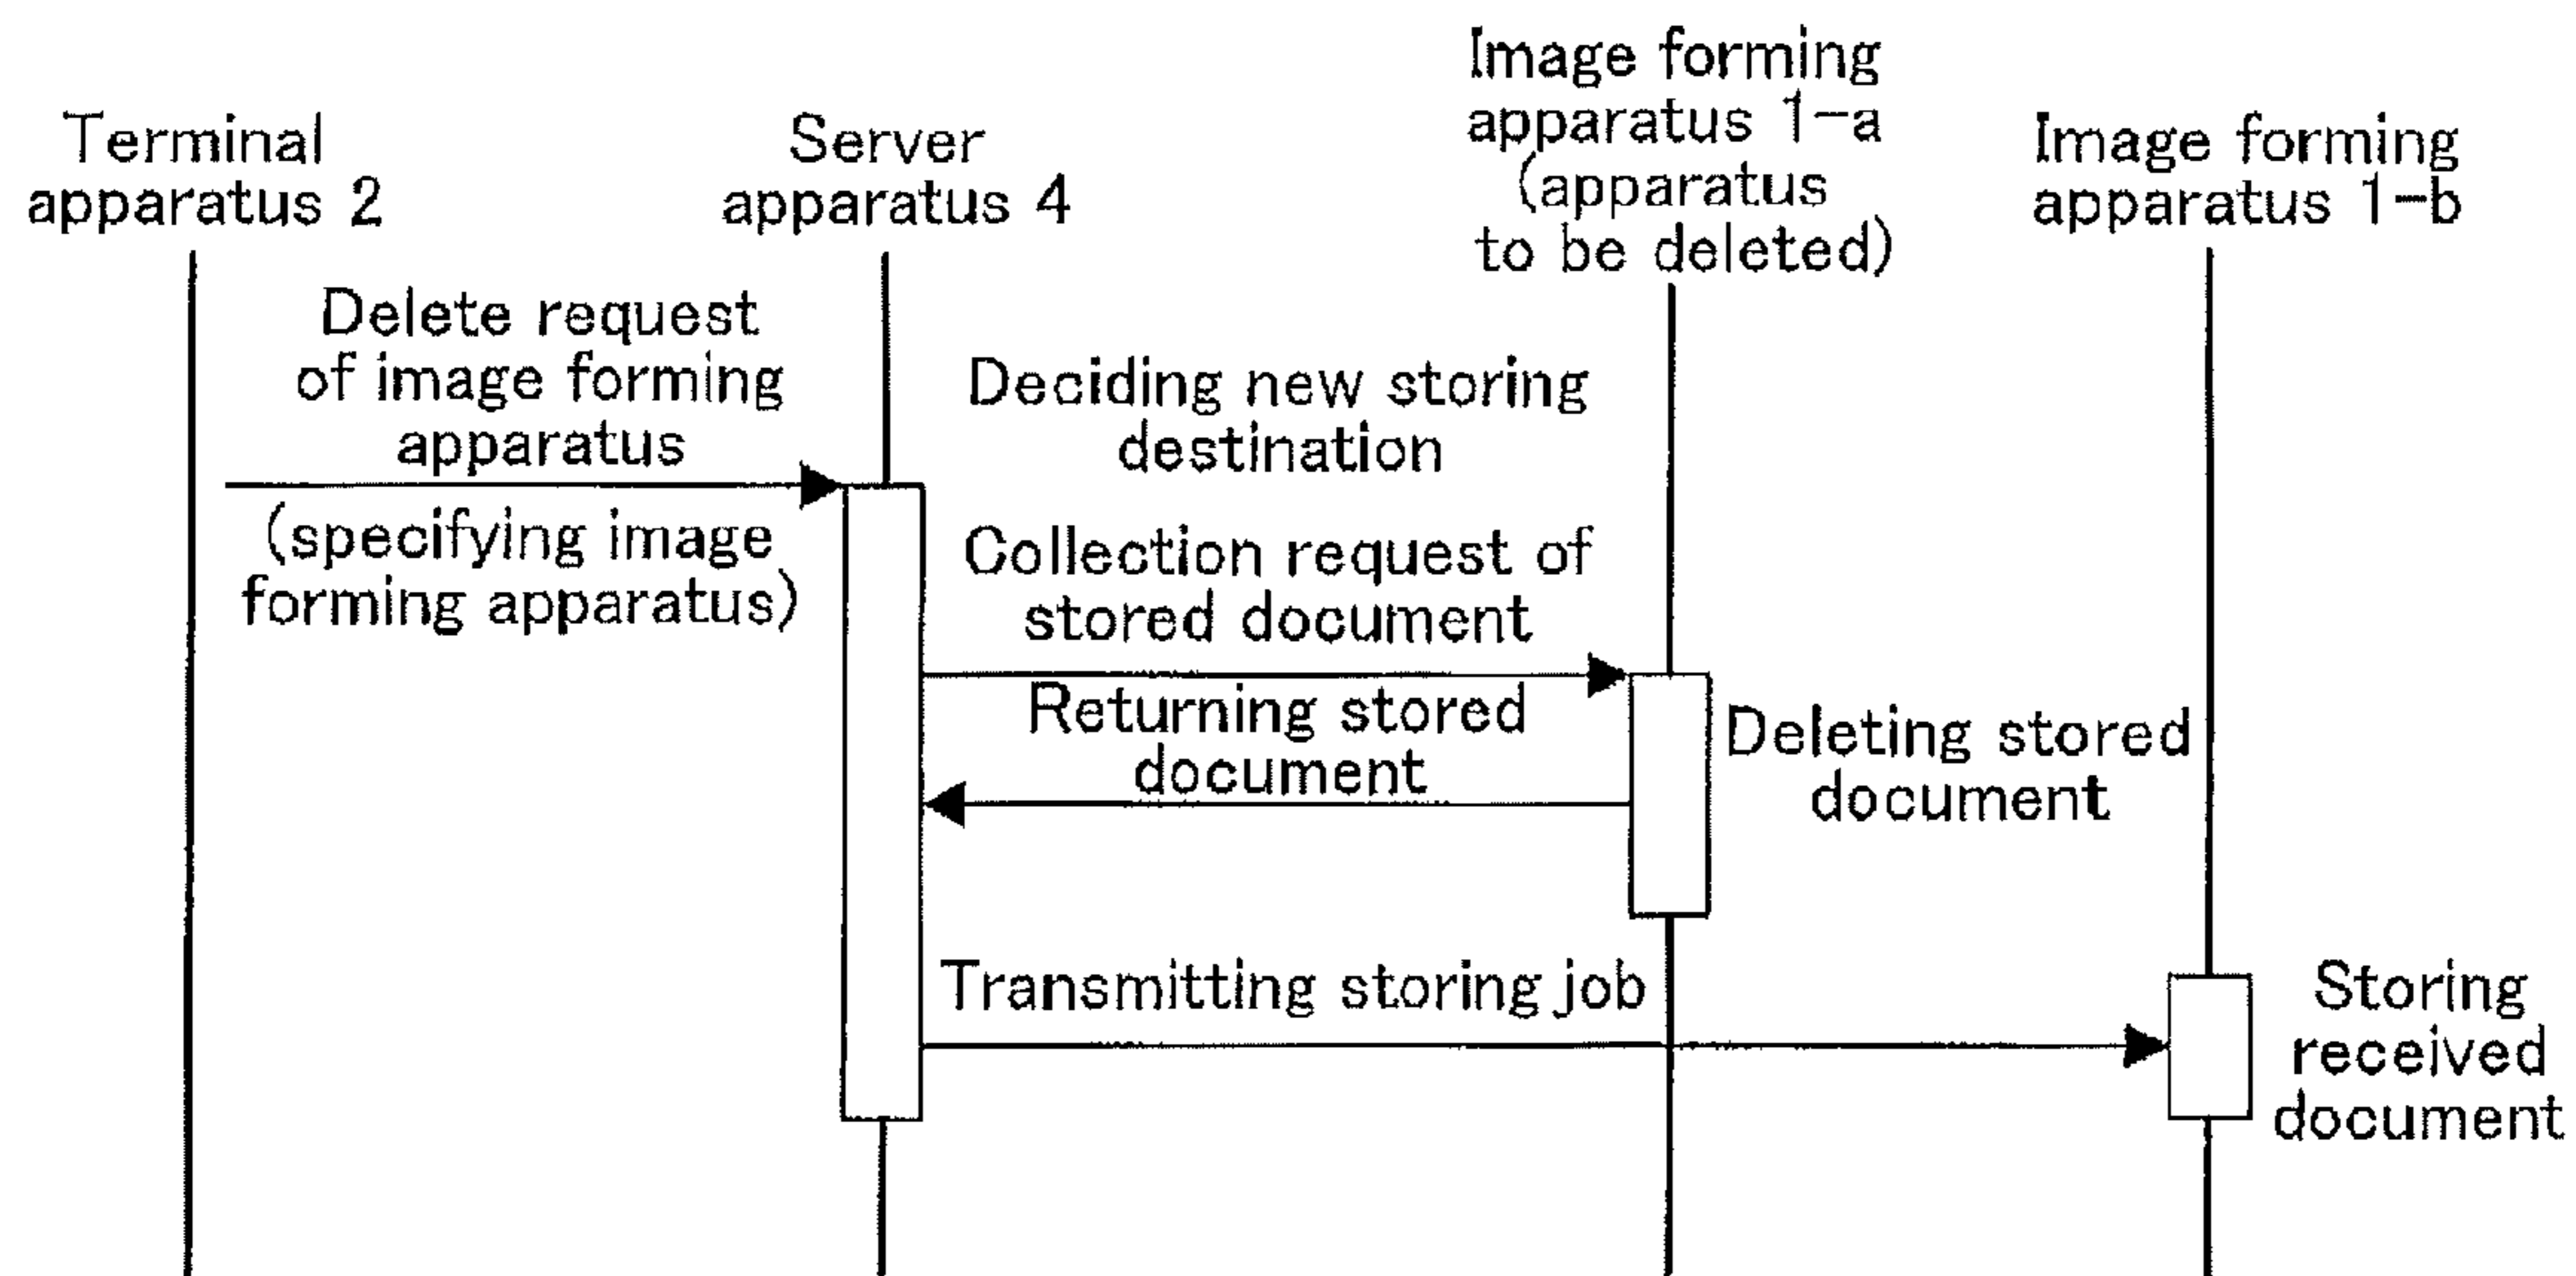 Terminal
apparatus 2
Server
apparatus 4
Image forming
apparatus 1-a
(apparatus
to be deleted)
Image forming
apparatus 1-b
Delete request
of image forming
apparatus
(specifying image
forming apparatus)
Deciding new storing
destination
Collection request of
stored document
Returning stored
document
Deleting stored
document
Transmitting storing job
Storing
received
document